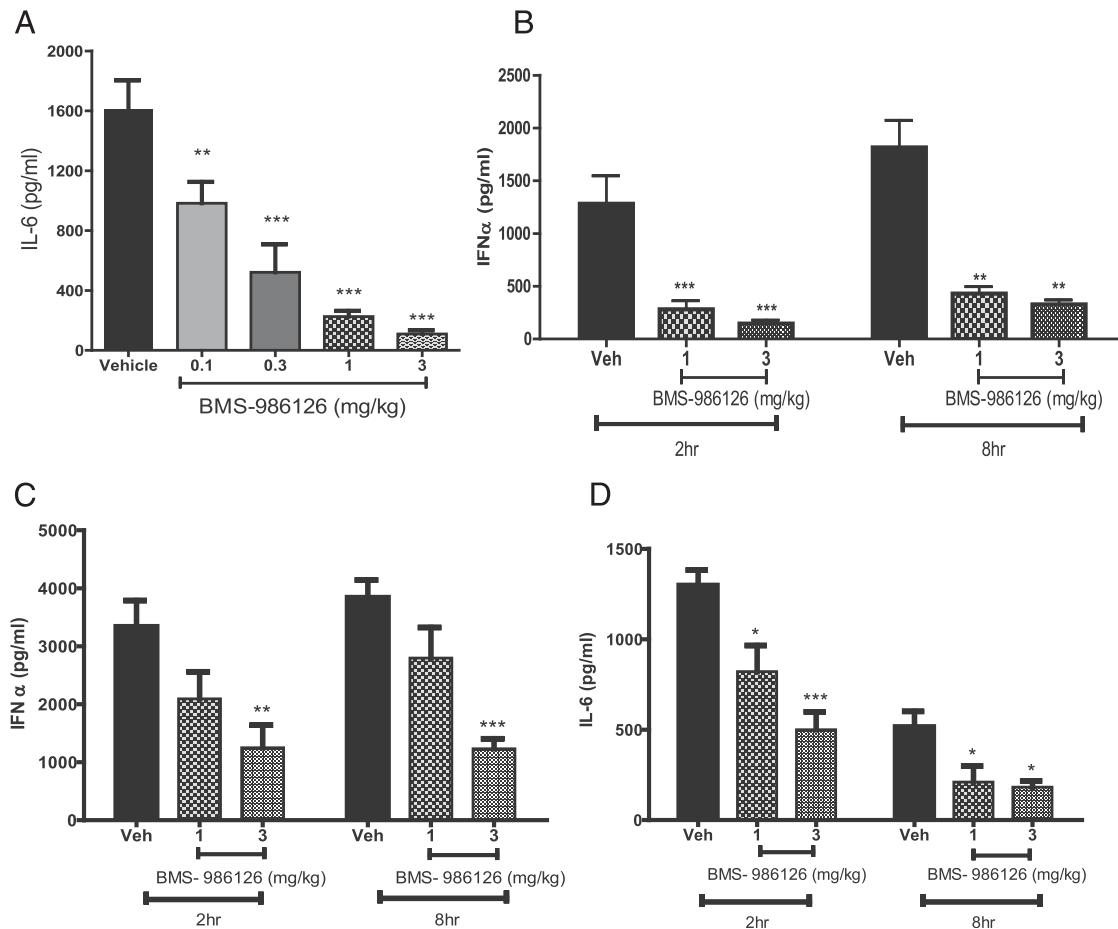 A
2000
1600
1200
800
400
0
IL-6 (pg/ml)
**
***
***
***
Vehicle 0.1 0.3 1 3
BMS-986126 (mg/kg)
B
2500
2000
1500
1000
500
0
IFNα (pg/ml)
***
***
**
**
Veh 1 3 Veh 1 3
BMS-986126 (mg/kg) BMS-986126 (mg/kg)
2hr 8hr
C
5000
4000
3000
2000
1000
0
IFN α (pg/ml)
**
***
Veh 1 3 Veh 1 3
BMS- 986126 (mg/kg) BMS- 986126 (mg/kg)
2hr 8hr
D
1500
1000
500
0
IL-6 (pg/ml)
*
***
*
*
Veh 1 3 Veh 1 3
BMS- 986126 (mg/kg) BMS- 986126 (mg/kg)
2hr 8hr